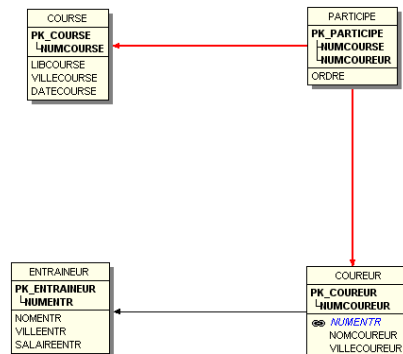 COURSE
PK_COURSE
NUMCOURSE
LIBCOURSE
VILLECOURSE
DATECOURSE
PARTICIPE
PK_PARTICIPE
NUMCOURSE
NUMCOUREUR
ORDRE
ENTRAINEUR
PK_ENTRAINEUR
NUMENTR
NOMENTR
VILLEENTR
SALAIREENTR
COUREUR
PK_COUREUR
NUMCOUREUR
NUMENTR
NOMCOUREUR
VILLECOUREUR